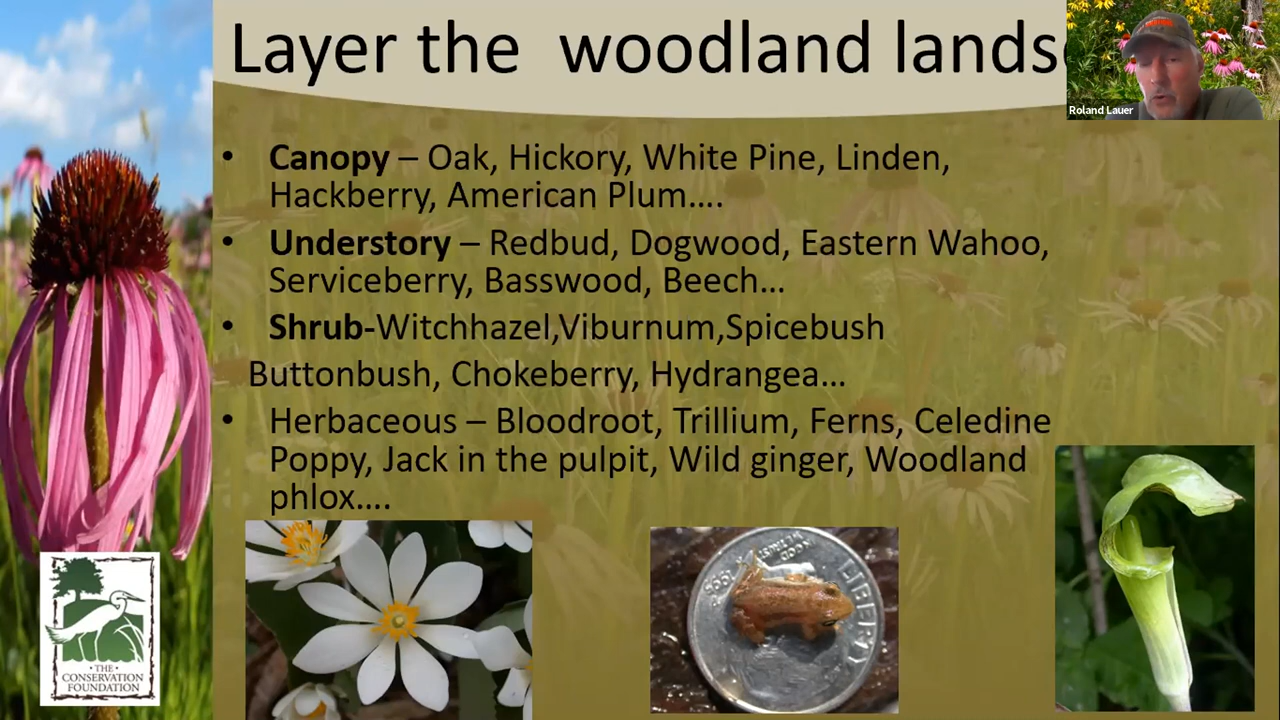 Layer the  woodland lands
Roland Lauer
• Canopy – Oak, Hickory, White Pine, Linden,
Hackberry, American Plum….
• Understory – Redbud, Dogwood, Eastern Wahoo,
Serviceberry, Basswood, Beech…
• Shrub-Witchhazel,Viburnum,Spicebush
Buttonbush, Chokeberry, Hydrangea…
• Herbaceous – Bloodroot, Trillium, Ferns, Celedine
Poppy, Jack in the pulpit, Wild ginger, Woodland
phlox….
LIBERTY
• THE •
CONSERVATION
FOUNDATION